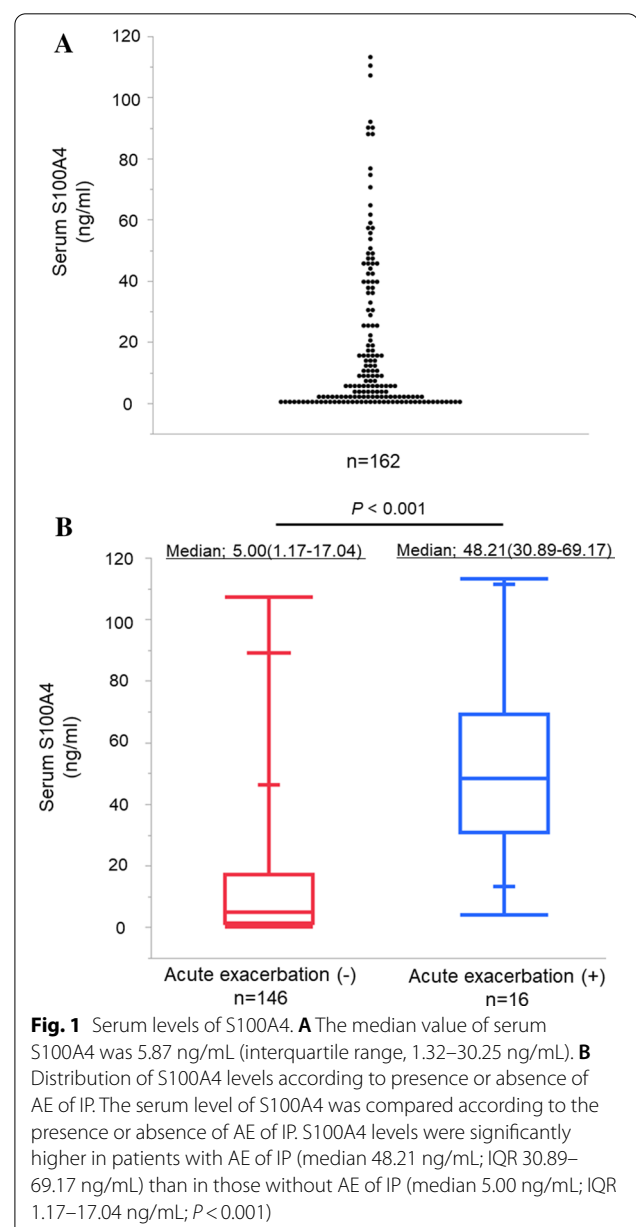 A
120
100
80
60
40
20
0
Serum S100A4
(ng/ml)
n=162
B
P < 0.001
Median; 5.00(1.17-17.04)
Median; 48.21(30.89-69.17)
120
100
80
60
40
20
0
Serum S100A4
(ng/ml)
Acute exacerbation (-)
n=146
Acute exacerbation (+)
n=16
Fig. 1 Serum levels of S100A4. A The median value of serum
S100A4 was 5.87 ng/mL (interquartile range, 1.32–30.25 ng/mL). B
Distribution of S100A4 levels according to presence or absence of
AE of IP. The serum level of S100A4 was compared according to the
presence or absence of AE of IP. S100A4 levels were significantly
higher in patients with AE of IP (median 48.21 ng/mL; IQR 30.89–
69.17 ng/mL) than in those without AE of IP (median 5.00 ng/mL; IQR
1.17–17.04 ng/mL; P < 0.001)